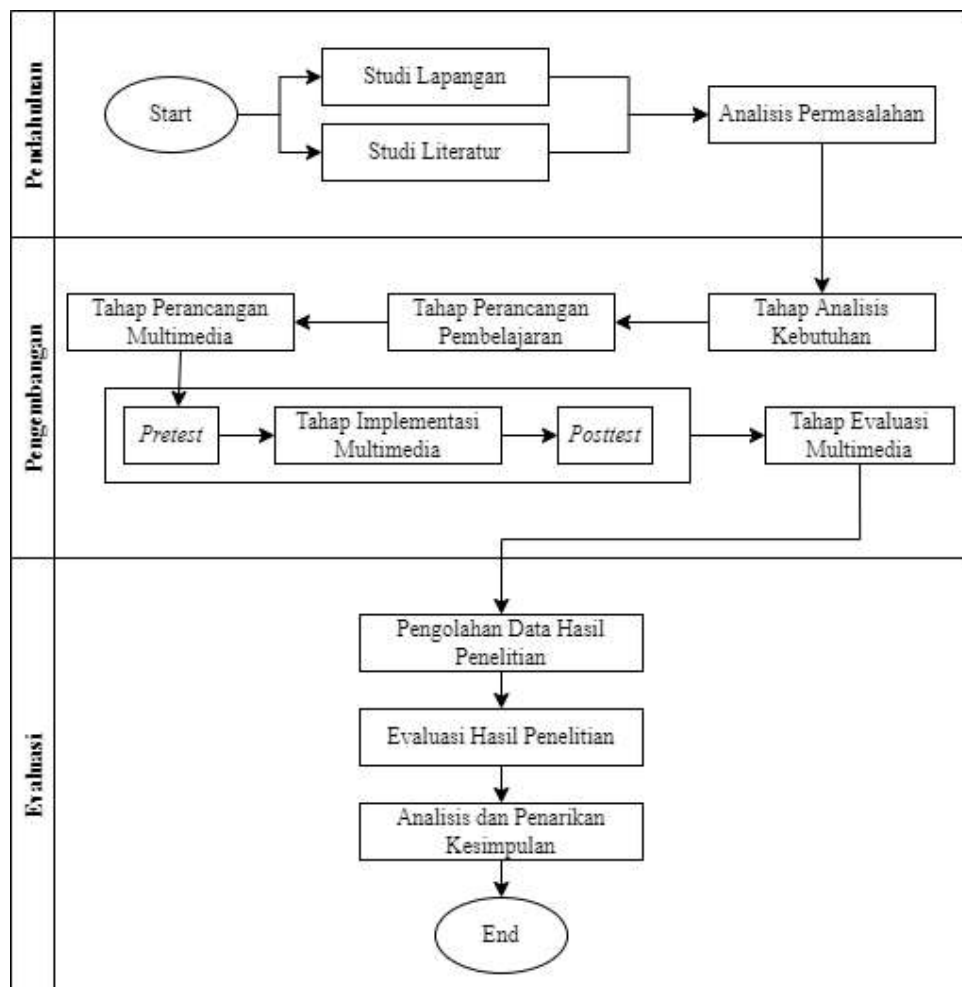 Pendahuluan
Start
Studi Lapangan
Studi Literatur
Analisis Permasalahan
Pengembangan
Tahap Analisis
Kebutuhan
Tahap Perancangan
Pembelajaran
Tahap Perancangan
Multimedia
Pretest
Tahap Implementasi
Multimedia
Posttest
Tahap Evaluasi
Multimedia
Evaluasi
Pengolahan Data Hasil
Penelitian
Evaluasi Hasil Penelitian
Analisis dan Penarikan
Kesimpulan
End